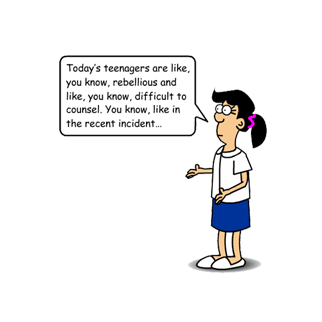 Today's teenagers are like,
you know, rebellious and
like, you know, difficult to
counsel. You know, like in
the recent incident...